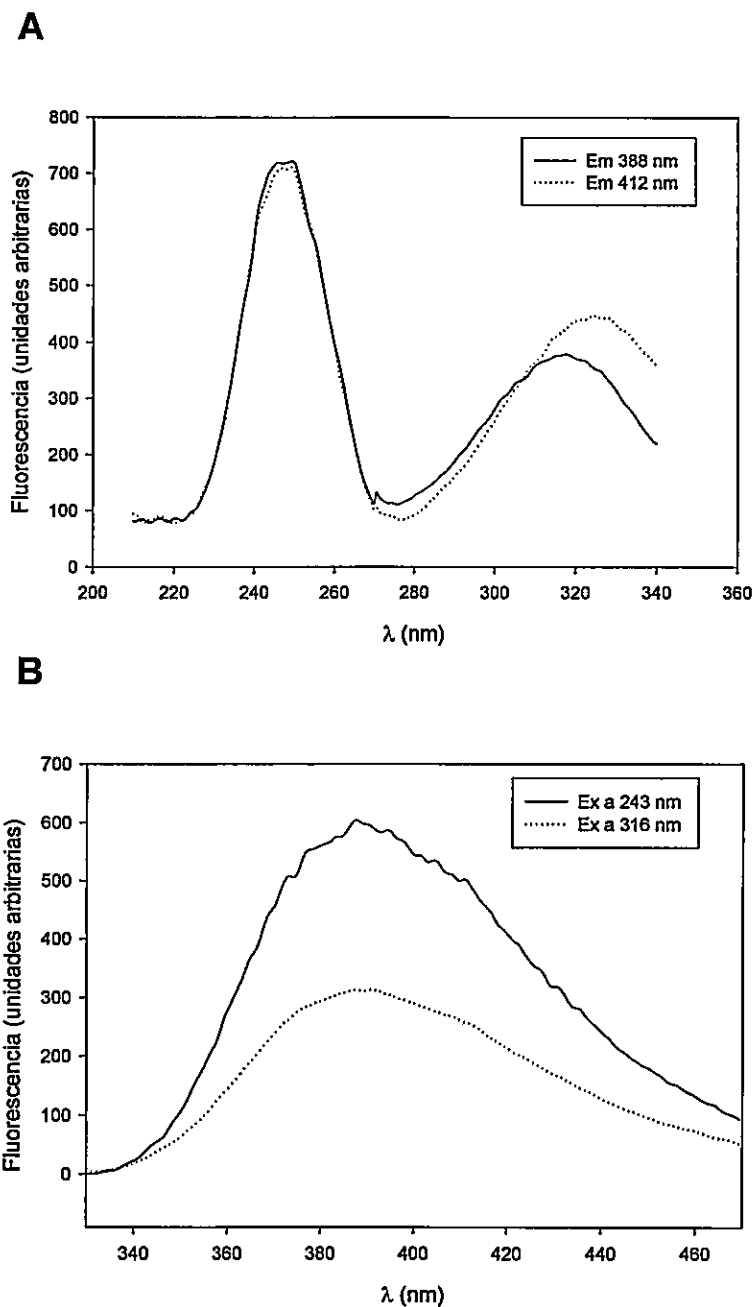 A
800
700
600
500
400
300
200
100
0
Fluorescencia (unidades arbitrarias)
Em 388 nm
Em 412 nm
200 220 240 260 280 300 320 340 360
λ (nm)
B
700
600
500
400
300
200
100
0
Fluorescencia (unidades arbitrarias)
Ex a 243 nm
Ex a 316 nm
340 360 380 400 420 440 460
λ (nm)